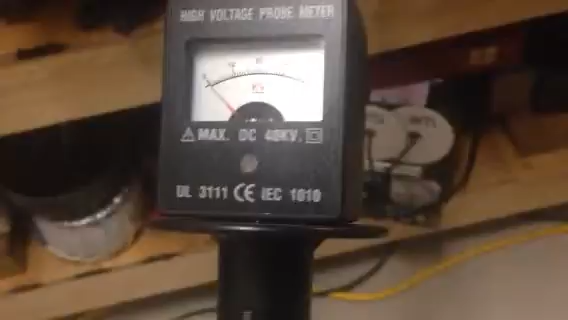 HIGH VOLTAGE PROBE METER
MAX. DC 40KV.
UL 3111 CE IEC 1010